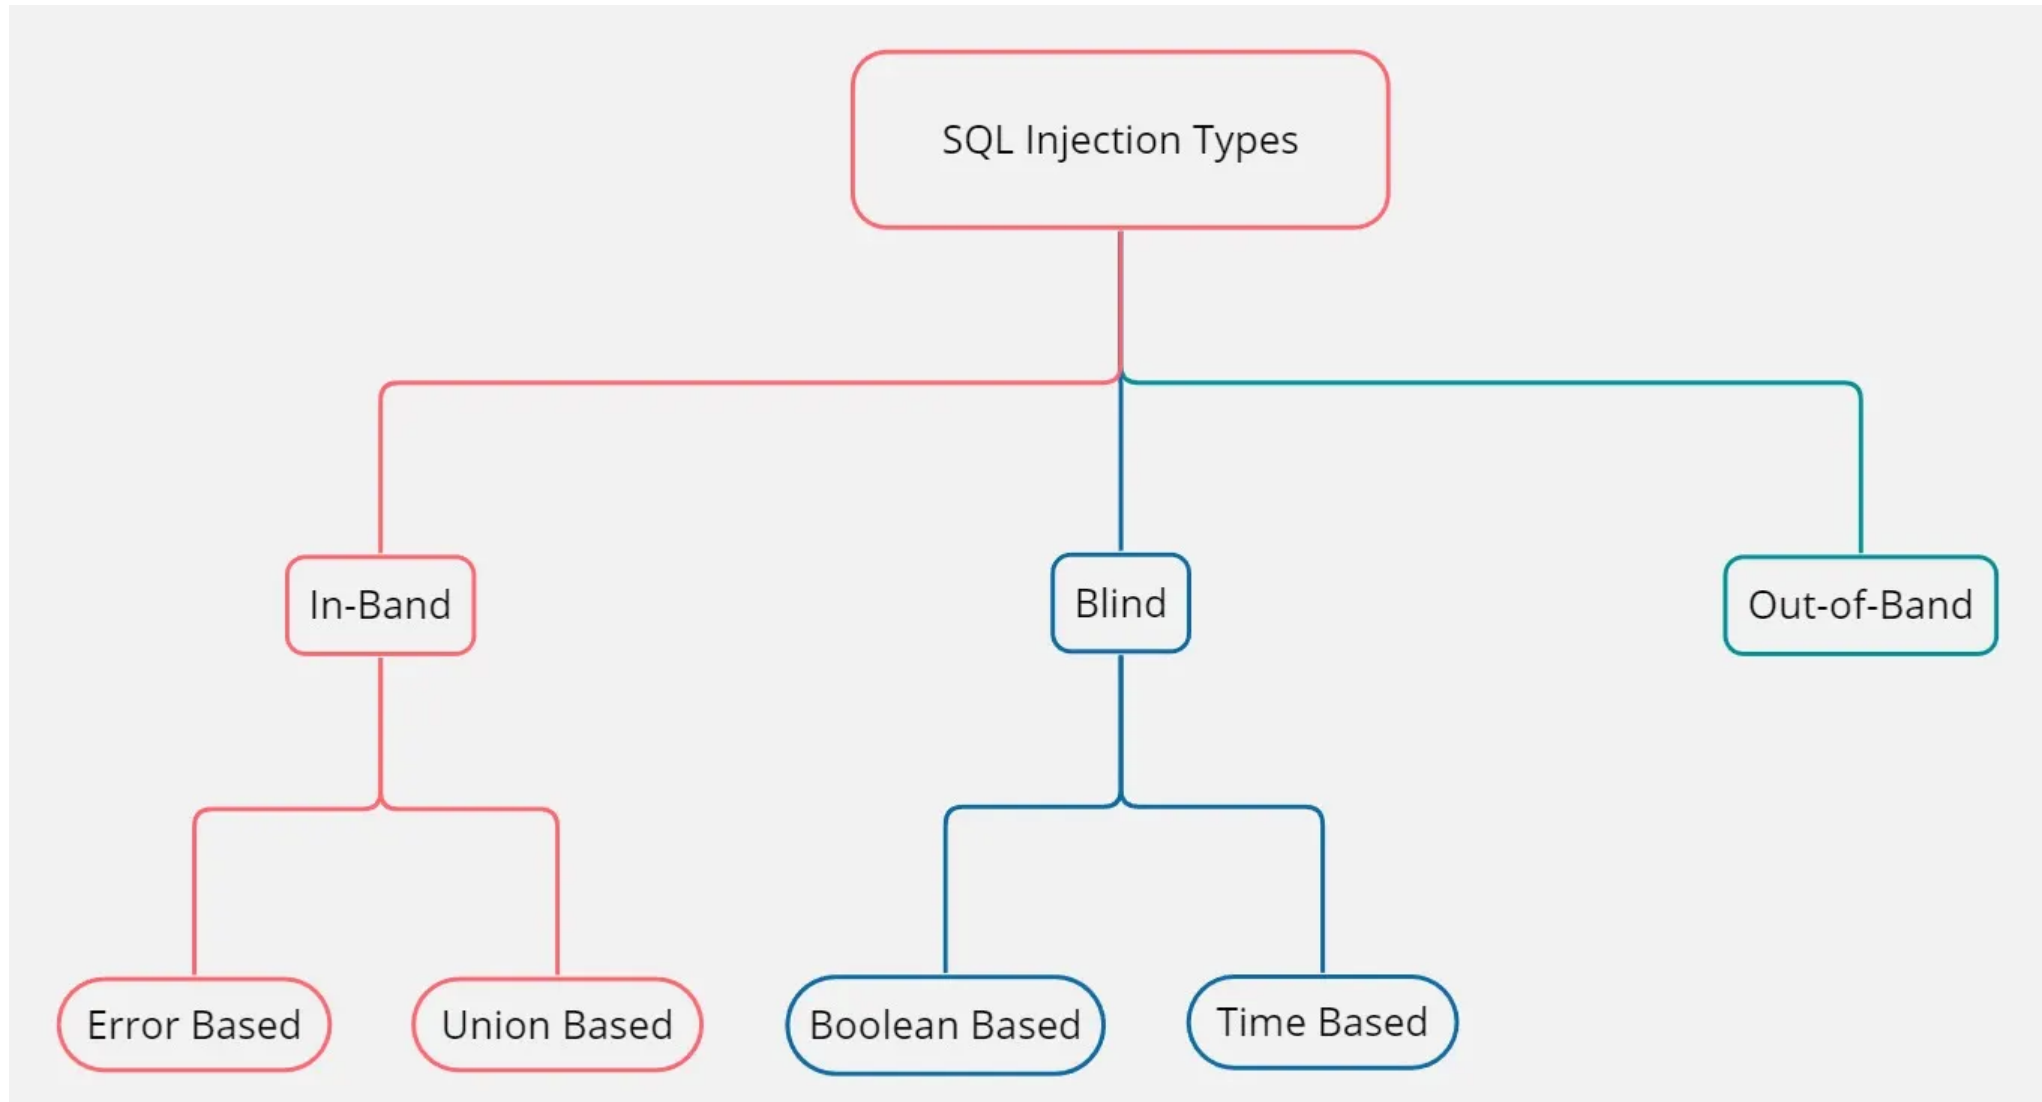 SQL Injection Types
In-Band
Blind
Out-of-Band
Error Based
Union Based
Boolean Based
Time Based